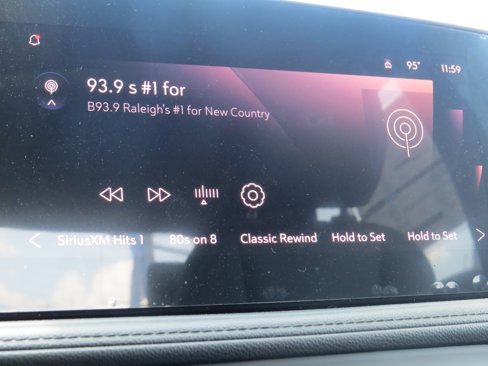 95° 11:59
93.9 s #1 for
B93.9 Raleigh's #1 for New Country
SiriusXM Hits 1 80s on 8 Classic Rewind Hold to Set Hold to Set